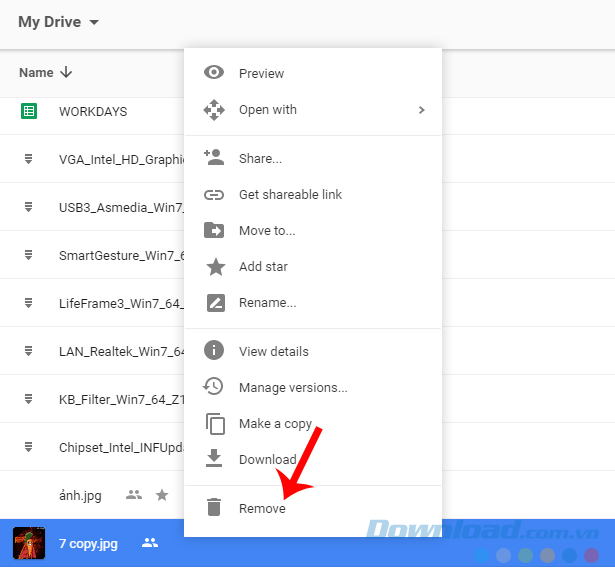 My Drive
Name
WORKDAYS
VGA_Intel_HD_Graphic
USB3_Asmedia_Win7_
SmartGesture_Win7_6
LifeFrame3_Win7_64_
LAN_Realtek_Win7_64
KB_Filter_Win7_64_Z1
Chipset_Intel_INFUpda
ảnh.jpg
7 copy.jpg
Preview
Open with
Share...
Get shareable link
Move to...
Add star
Rename...
View details
Manage versions...
Make a copy
Download
Remove
Download.com.vn